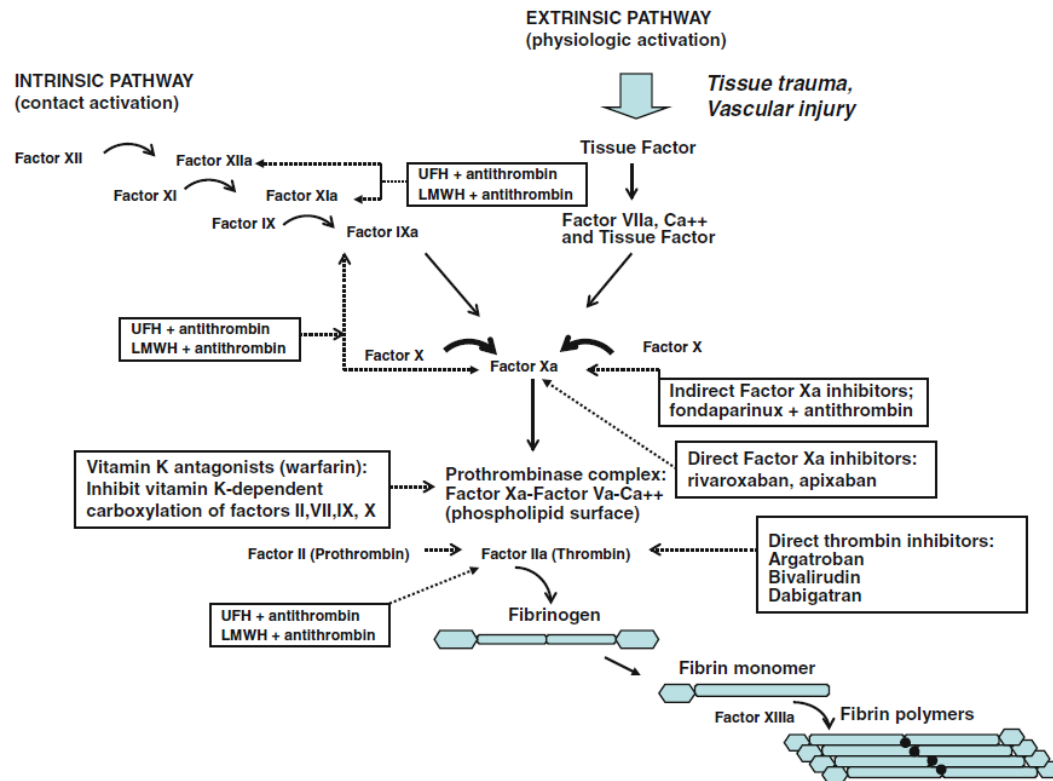 EXTRINSIC PATHWAY
(physiologic activation)
INTRINSIC PATHWAY
(contact activation)
Tissue trauma,
Vascular injury
Factor XII
Factor XIIa
UFH + antithrombin
LMWH + antithrombin
Tissue Factor
Factor XI
Factor XIa
Factor IX
Factor IXa
Factor VIIa, Ca++
and Tissue Factor
UFH + antithrombin
LMWH + antithrombin
Factor X
Factor Xa
Factor X
Indirect Factor Xa inhibitors;
fondaparinux + antithrombin
Direct Factor Xa inhibitors:
rivaroxaban, apixaban
Vitamin K antagonists (warfarin):
Inhibit vitamin K-dependent
carboxylation of factors II,VII,IX, X
Prothrombinase complex:
Factor Xa-Factor Va-Ca++
(phospholipid surface)
Factor II (Prothrombin)
Factor IIa (Thrombin)
Direct thrombin inhibitors:
Argatroban
Bivalirudin
Dabigatran
UFH + antithrombin
LMWH + antithrombin
Fibrinogen
Fibrin monomer
Factor XIIIa
Fibrin polymers